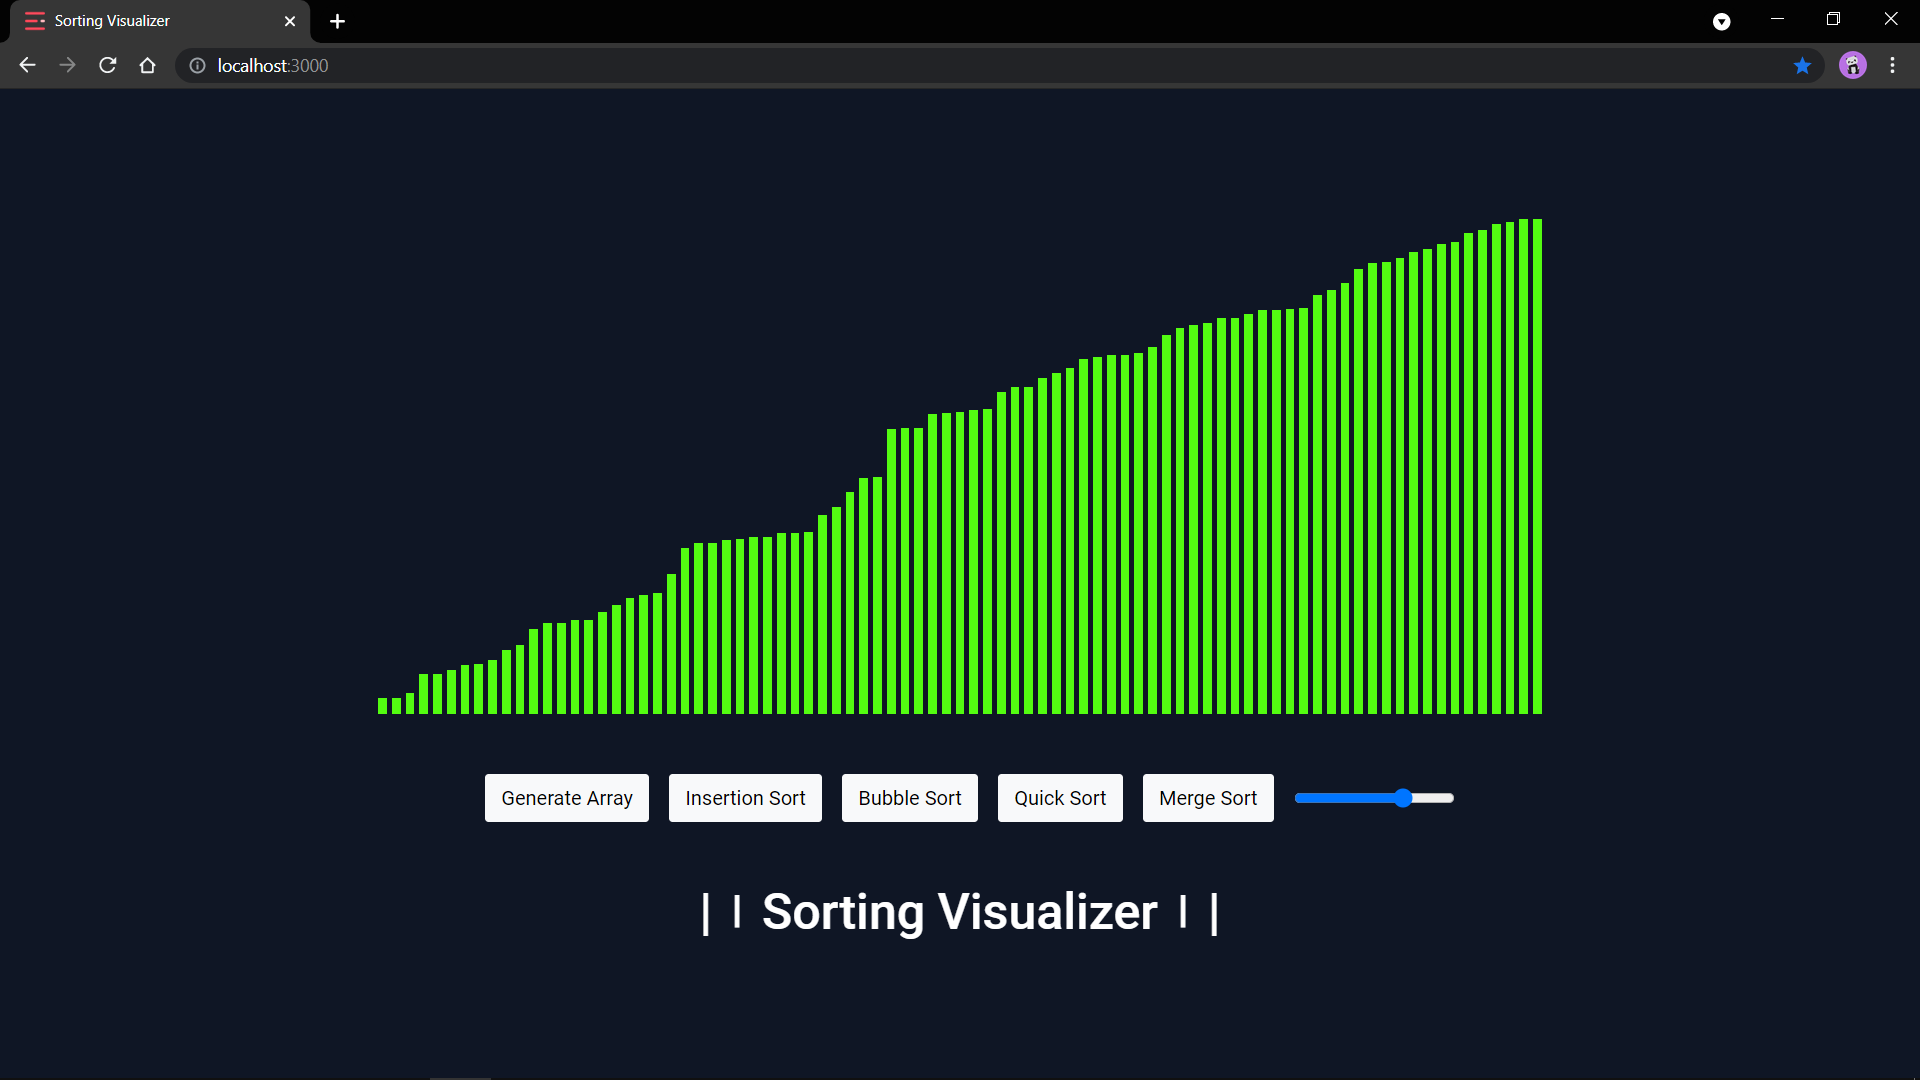 Sorting Visualizer
localhost:3000
Generate Array Insertion Sort Bubble Sort Quick Sort Merge Sort
| I Sorting Visualizer I |